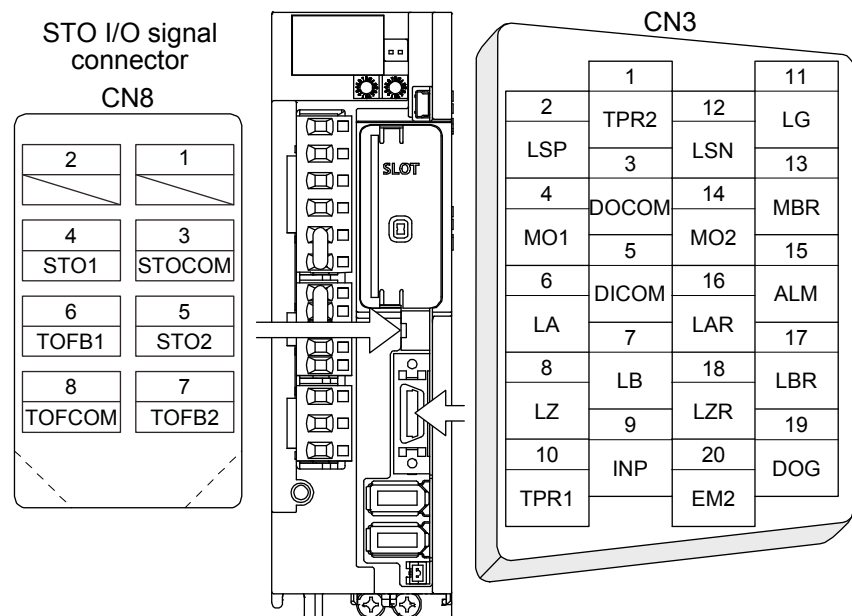 STO I/O signal
connector
CN8
2 1
4 3
STO1 STOCOM
6 5
TOFB1 STO2
8 7
TOFCOM TOFB2
SLOT
CN3
1 11
2 TPR2 12 LG
LSP 3 LSN 13
4 DOCOM 14 MBR
MO1 5 MO2 15
6 DICOM 16 ALM
LA 7 LAR 17
8 LB 18 LBR
LZ 9 LZR 19
10 INP 20 DOG
TPR1 EM2